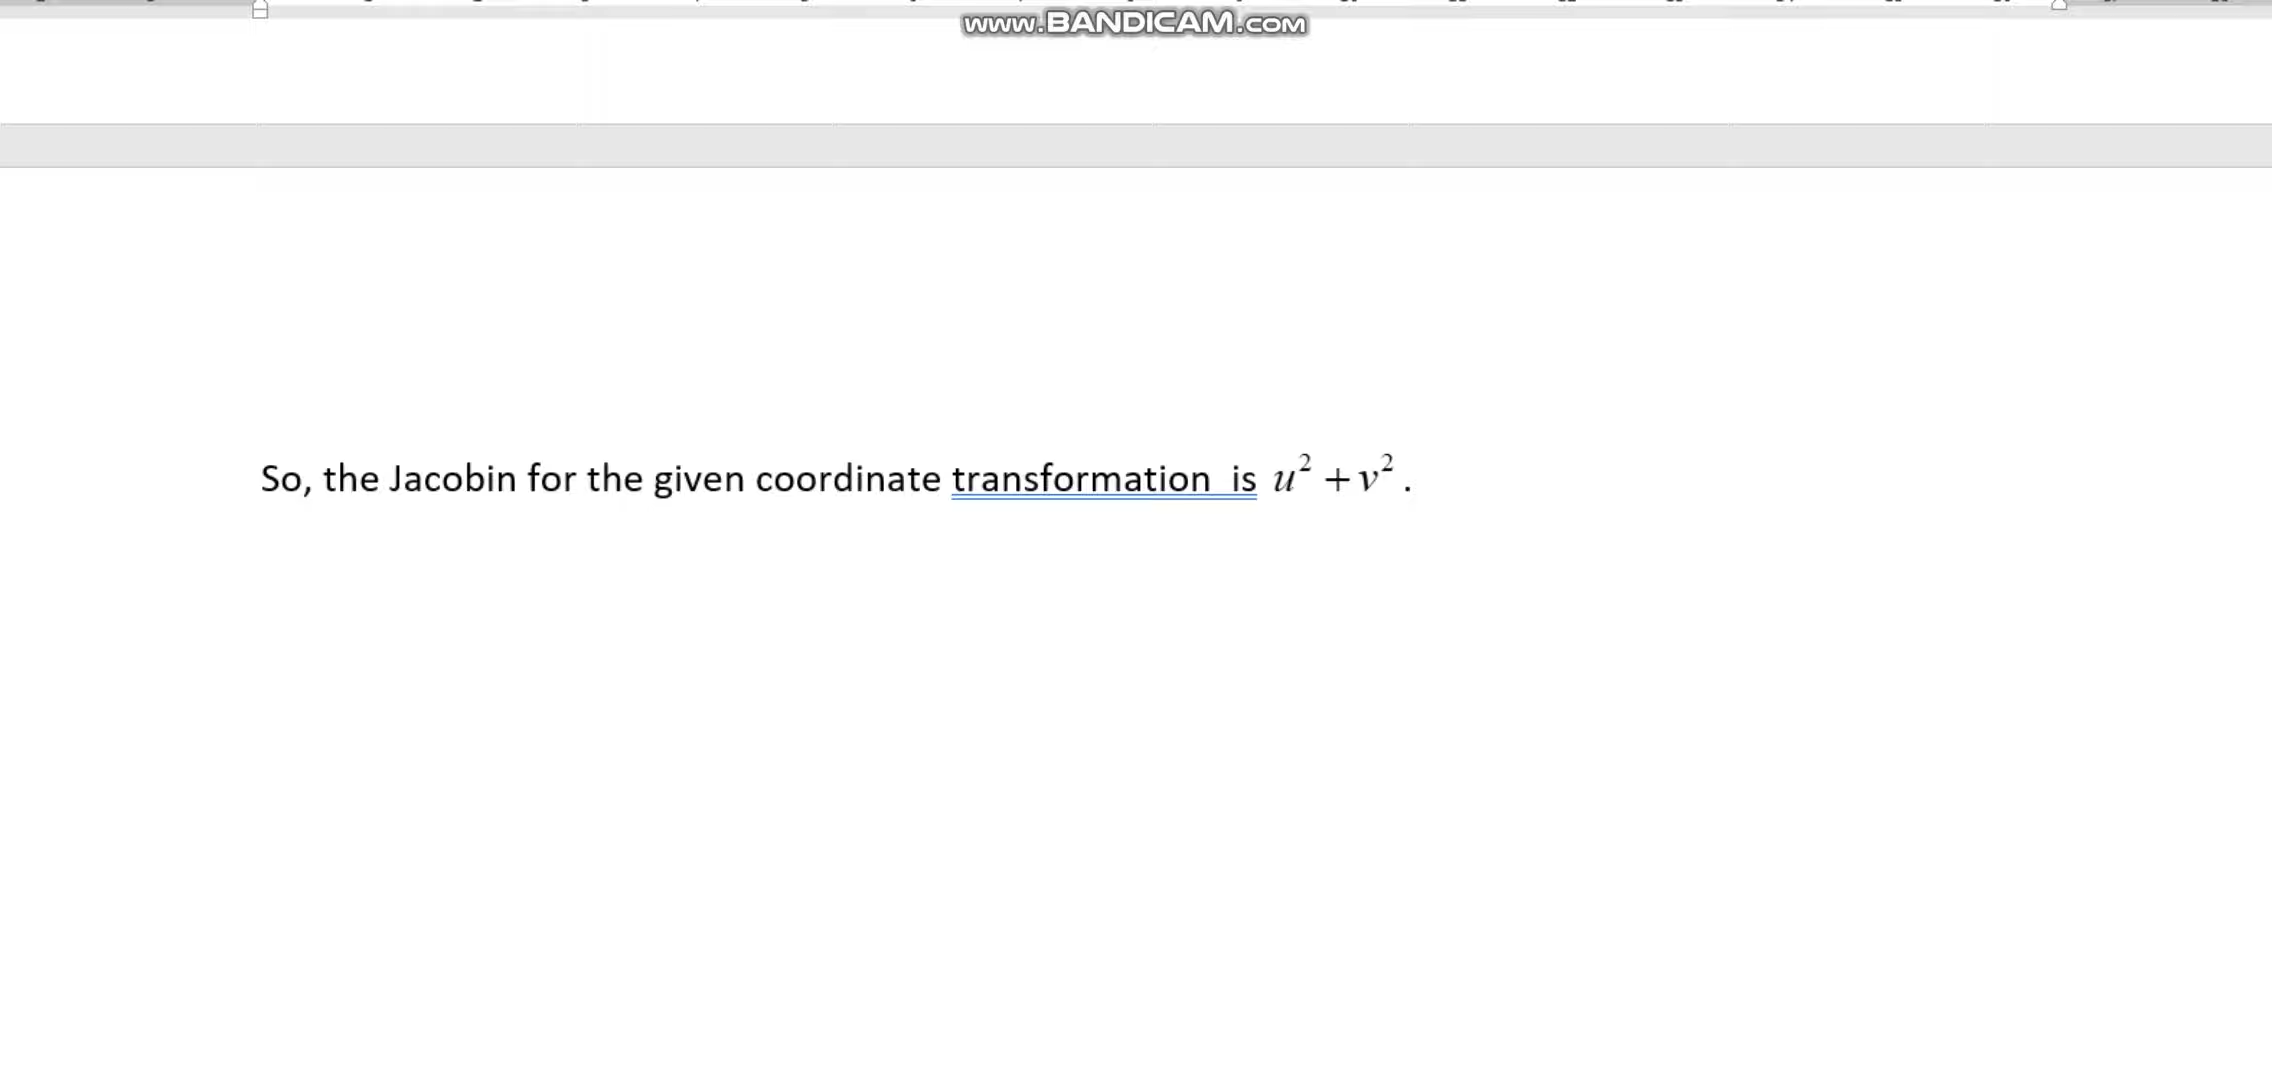 www.BANDICAM.com
So, the Jacobin for the given coordinate transformation  is u² + v² .